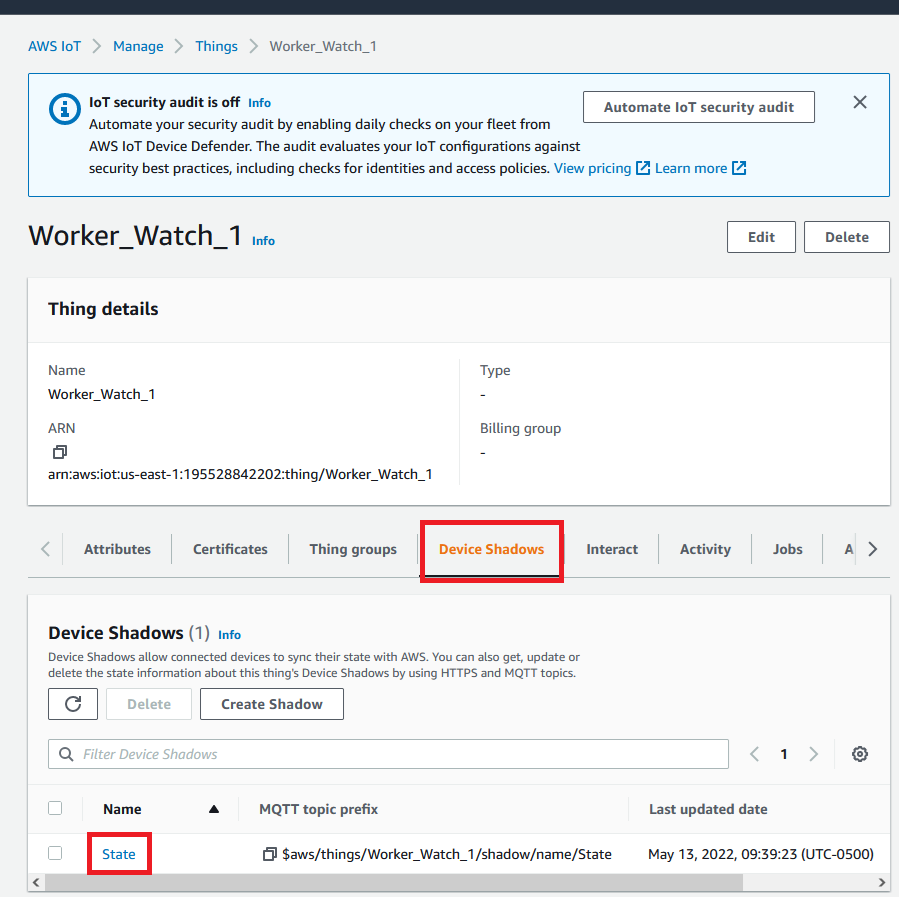 AWS IoT > Manage > Things > Worker_Watch_1
IoT security audit is off Info
Automate your security audit by enabling daily checks on your fleet from
AWS IoT Device Defender. The audit evaluates your IoT configurations against
security best practices, including checks for identities and access policies. View pricing Learn more
Automate IoT security audit
Worker_Watch_1 Info
Edit
Delete
Thing details
Name
Worker_Watch_1
ARN
arn:aws:iot:us-east-1:195528842202:thing/Worker_Watch_1
Type
-
Billing group
-
Attributes
Certificates
Thing groups
Device Shadows
Interact
Activity
Jobs
A
Device Shadows (1) Info
Device Shadows allow connected devices to sync their state with AWS. You can also get, update or
delete the state information about this thing's Device Shadows by using HTTPS and MQTT topics.
Delete
Create Shadow
Filter Device Shadows
1
Name
MQTT topic prefix
Last updated date
State
$aws/things/Worker_Watch_1/shadow/name/State
May 13, 2022, 09:39:23 (UTC-0500)